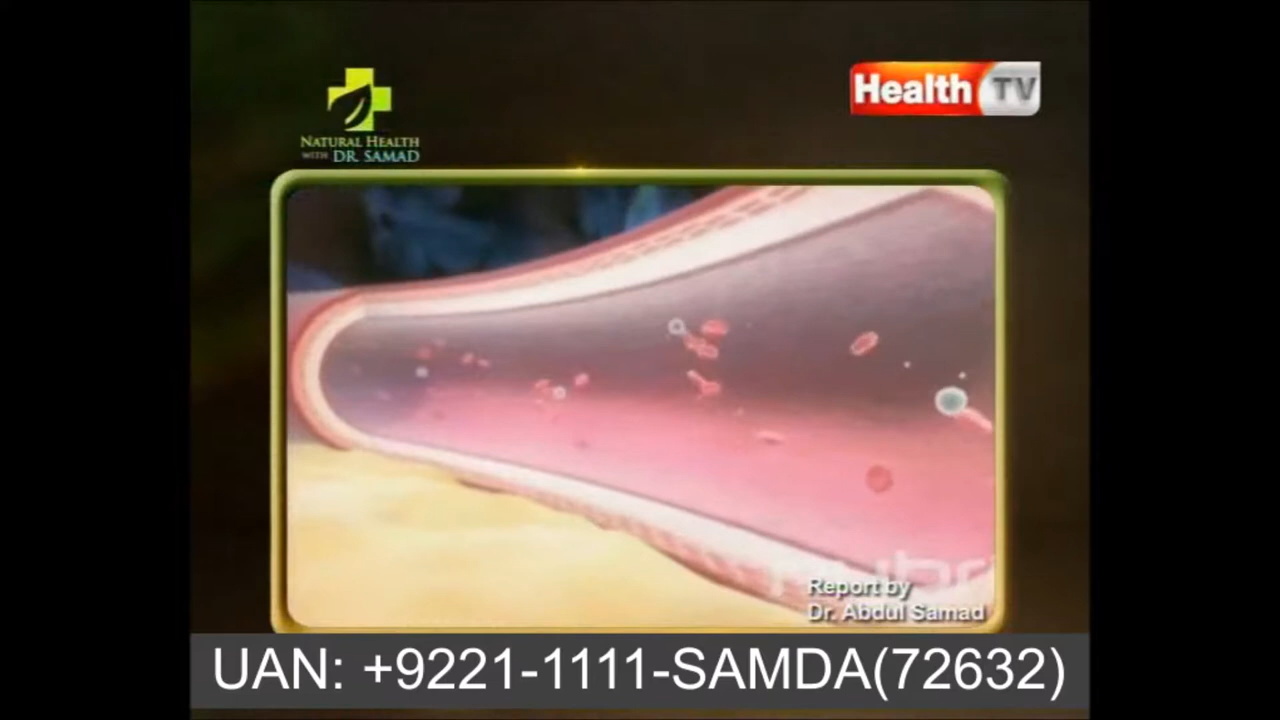 Health TV
NATURAL HEALTH
WITH DR. SAMAD
Report by
Dr. Abdul Samad
UAN: +9221-1111-SAMDA(72632)